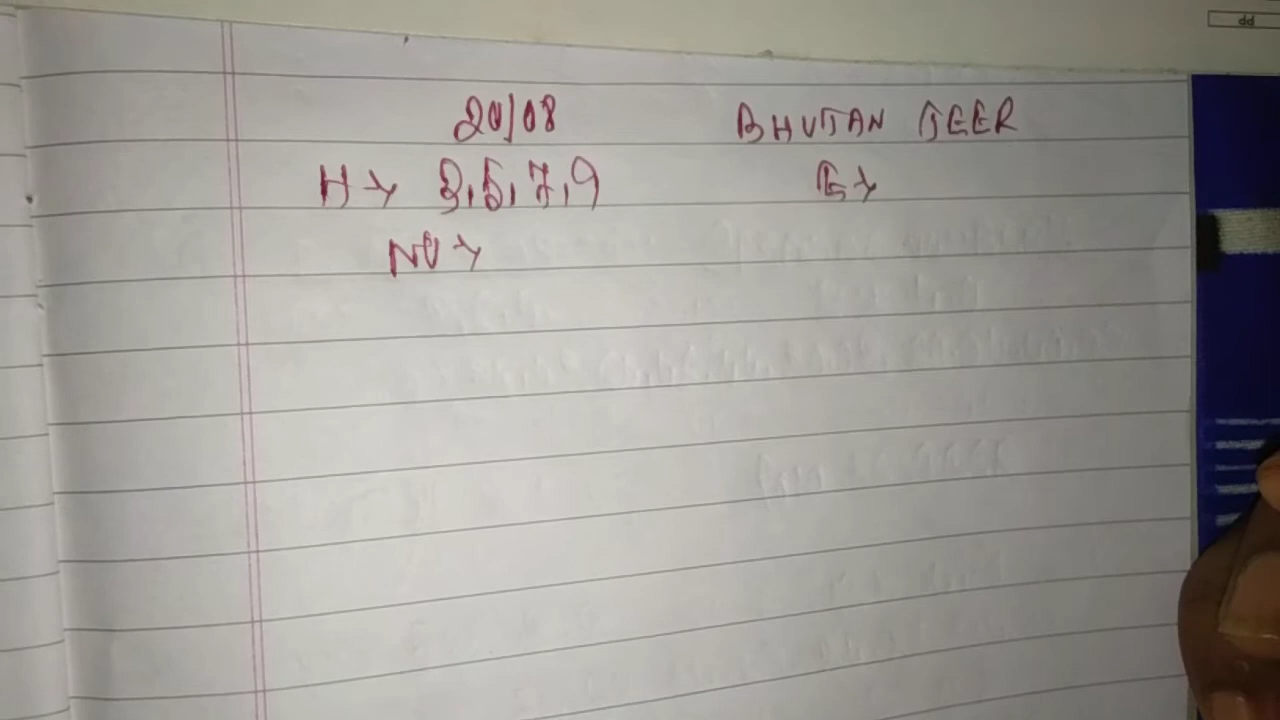 20/08 BHUTAN TEER
H → 3, 5, 7, 9 E →
NO →